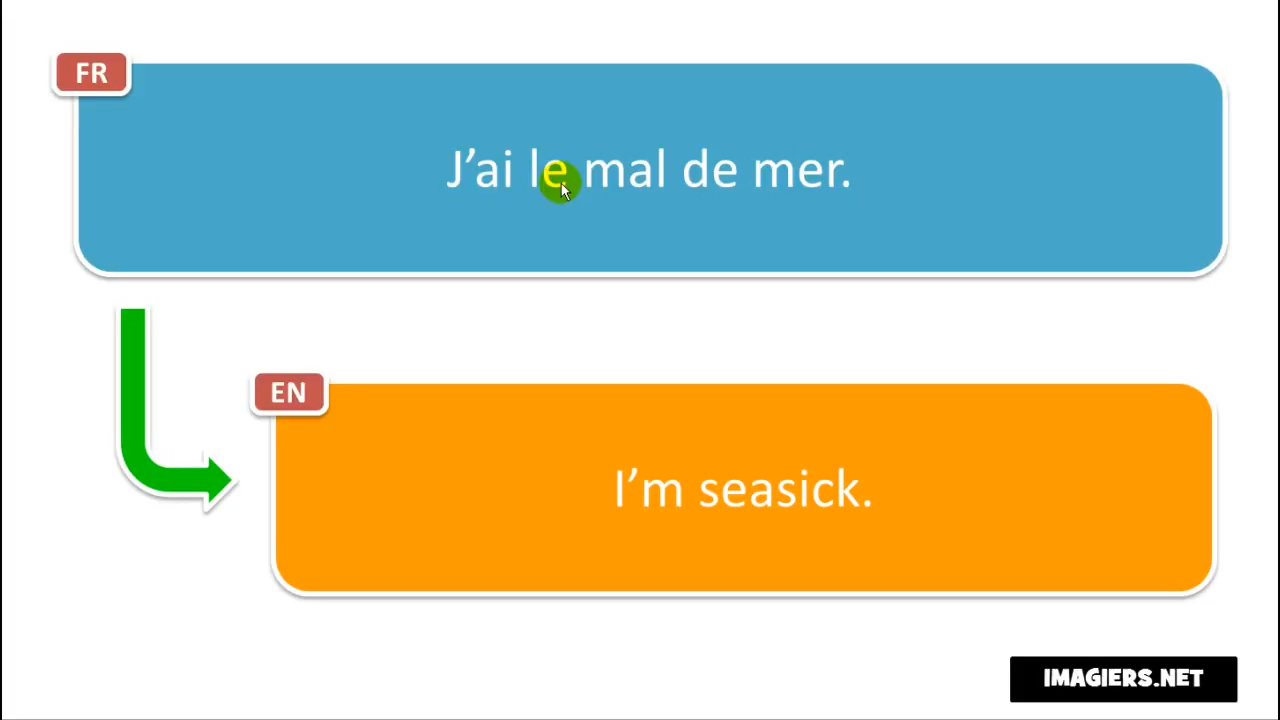 FR
J’ai le mal de mer.
EN
I’m seasick.
IMAGIERS.NET